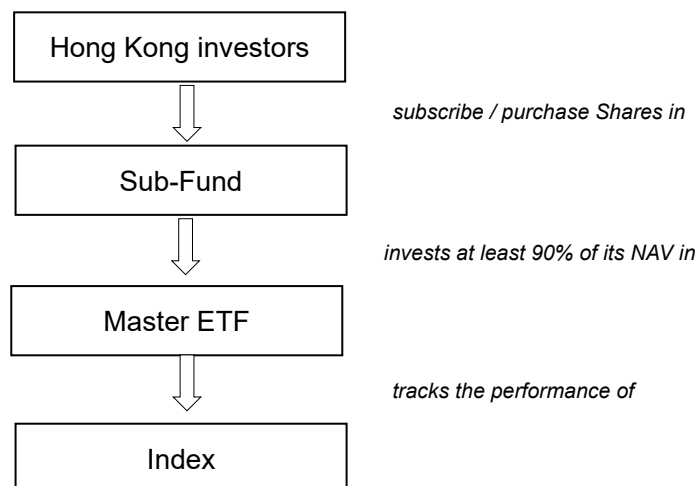 Hong Kong investors
subscribe / purchase Shares in
Sub-Fund
invests at least 90% of its NAV in
Master ETF
tracks the performance of
Index